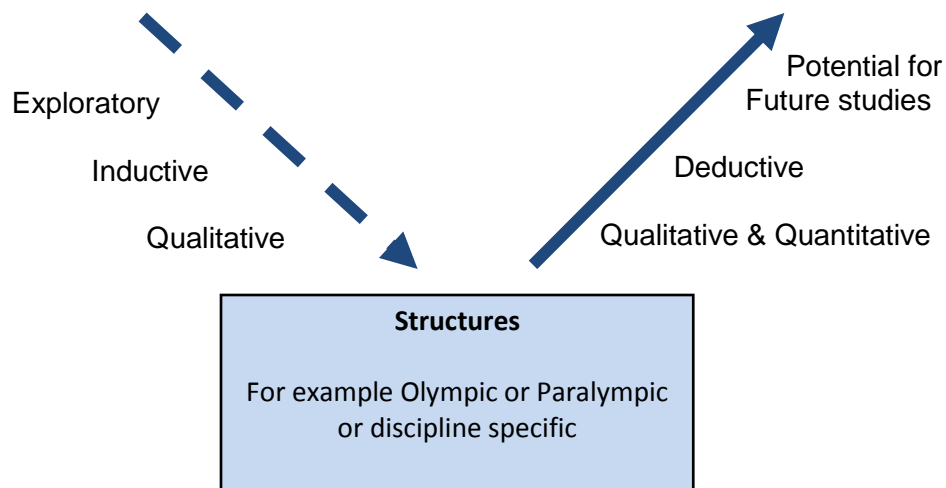 Exploratory
Inductive
Qualitative
Potential for
Future studies
Deductive
Qualitative & Quantitative
Structures
For example Olympic or Paralympic
or discipline specific